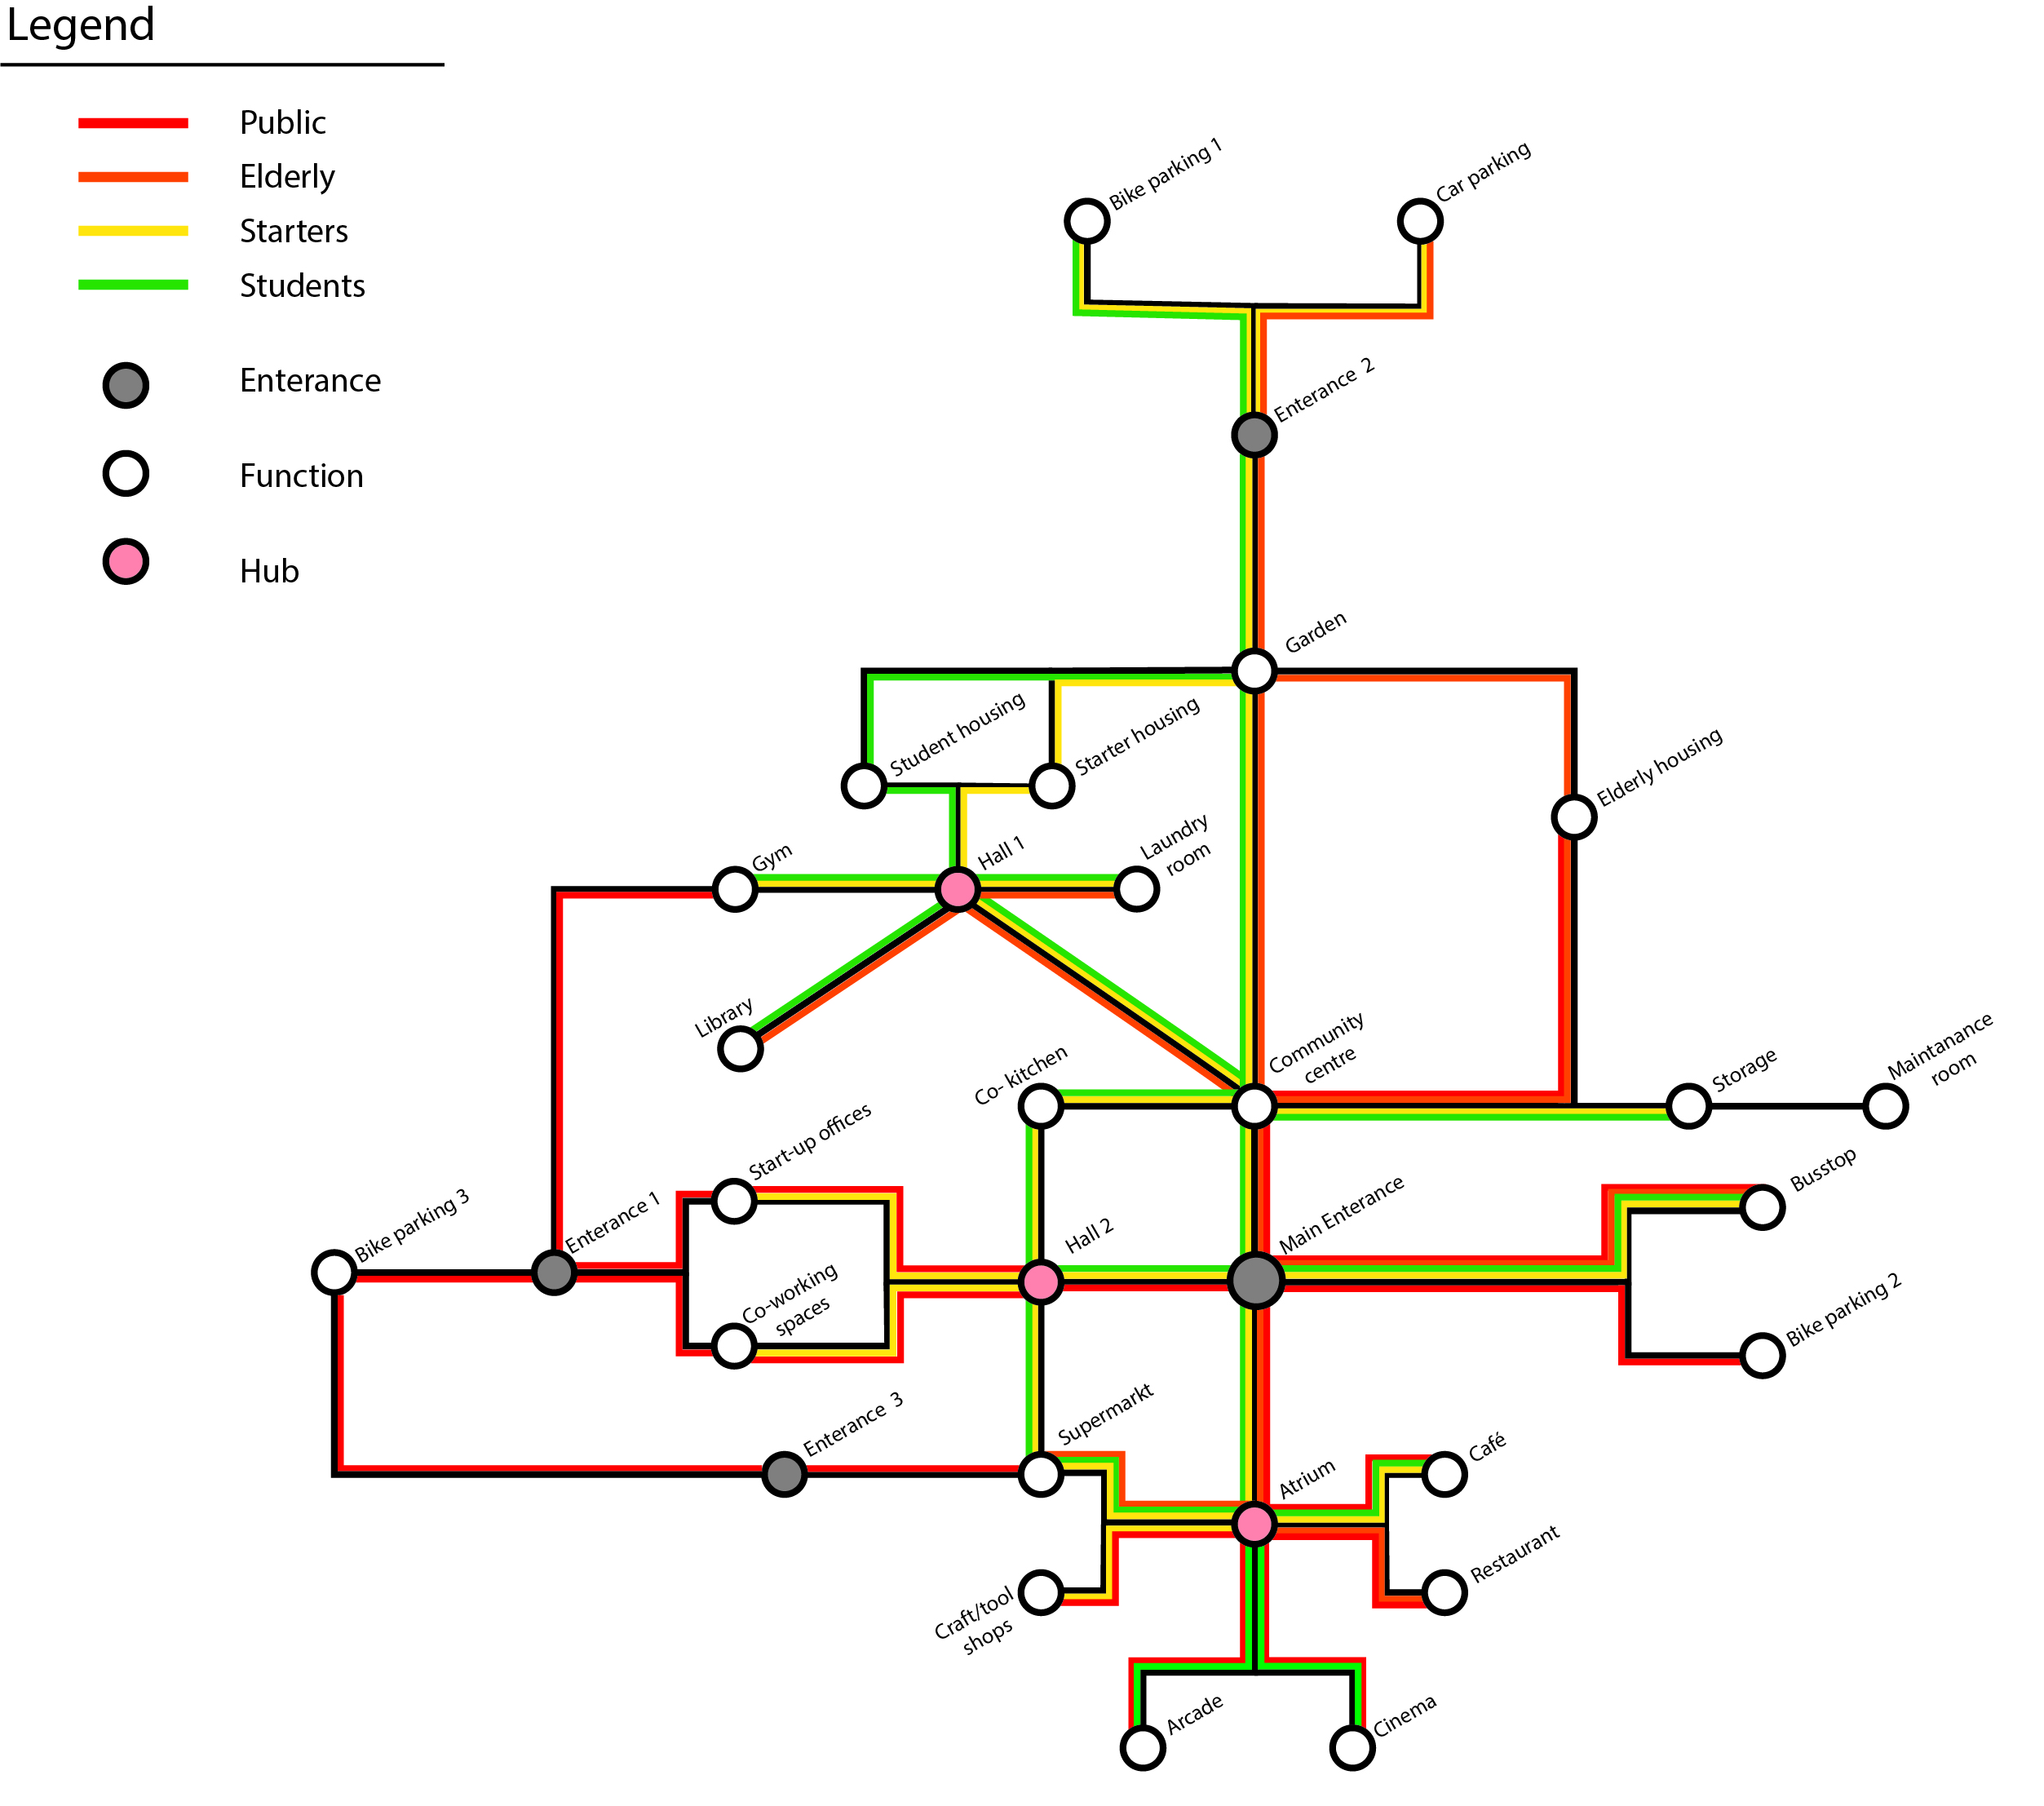 Legend
Public
Elderly
Starters
Students
Enterance
Function
Hub
Bike parking 1
Car parking
Enterance 2
Garden
Student housing
Starter housing
Elderly housing
Gym
Hall 1
Laundry
room
Library
Co- kitchen
Community
centre
Storage
Maintanance
room
Start-up offices
Bike parking 3
Enterance 1
Co-working
spaces
Hall 2
Main Enterance
Busstop
Bike parking 2
Enterance 3
Supermarkt
Atrium
Café
Restaurant
Craft/tool
shops
Arcade
Cinema